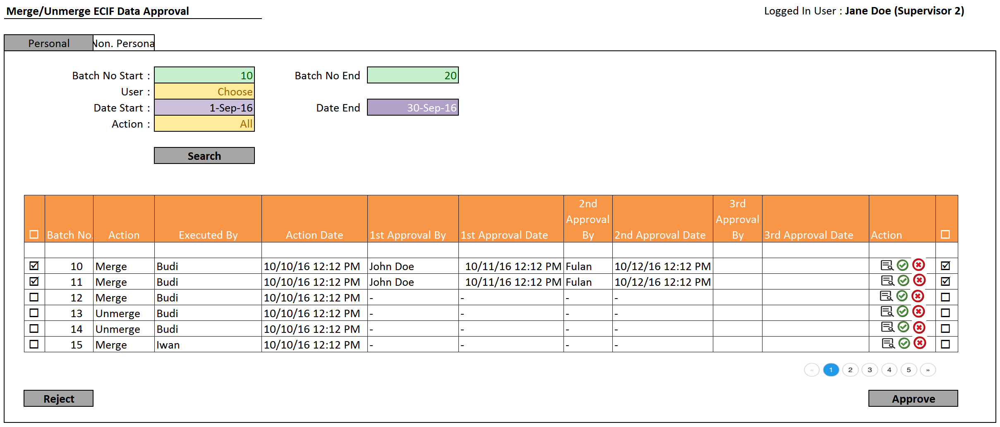 Merge/Unmerge ECIF Data Approval
Logged In User : Jane Doe (Supervisor 2)
Personal
Non. Persona
Batch No Start : 10 Batch No End 20
User : Choose
Date Start : 1-Sep-16 Date End 30-Sep-16
Action : All
Search
☐ Batch No. Action Executed By Action Date 1st Approval By 1st Approval Date 2nd Approval By 2nd Approval Date 3rd Approval By 3rd Approval Date Action ☐
☑ 10 Merge Budi 10/10/16 12:12 PM John Doe 10/11/16 12:12 PM Fulan 10/12/16 12:12 PM ☑
☑ 11 Merge Budi 10/10/16 12:12 PM John Doe 10/11/16 12:12 PM Fulan 10/12/16 12:12 PM ☑
☐ 12 Merge Budi 10/10/16 12:12 PM - - - - ☐
☐ 13 Unmerge Budi 10/10/16 12:12 PM - - - - ☐
☐ 14 Unmerge Budi 10/10/16 12:12 PM - - - - ☐
☐ 15 Merge Iwan 10/10/16 12:12 PM - - - - ☐
« 1 2 3 4 5 »
Reject
Approve